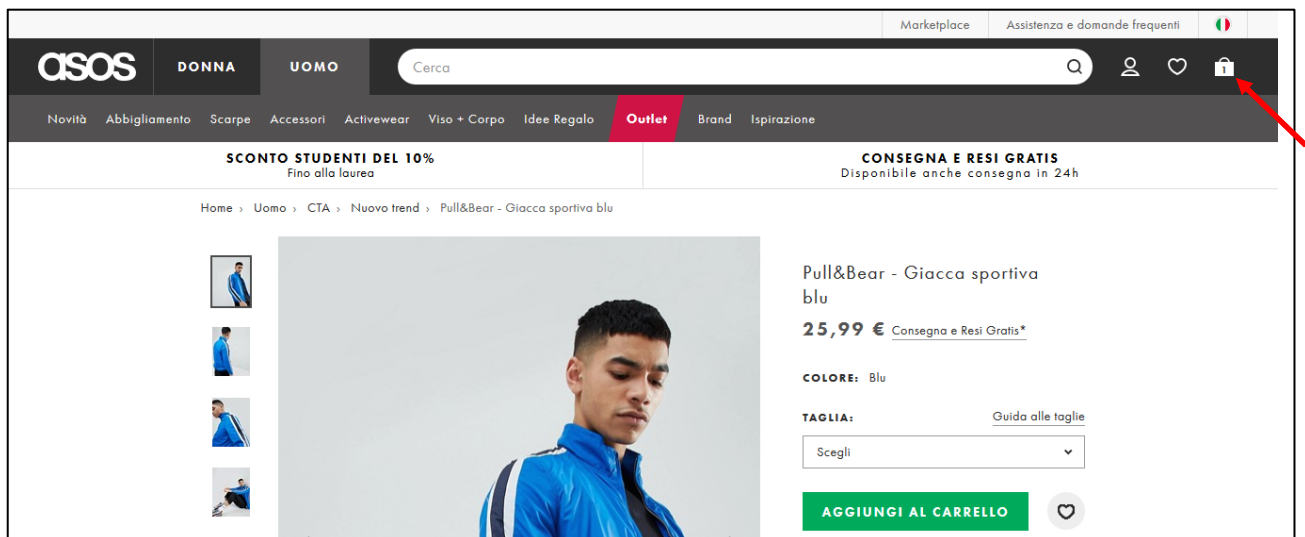 Marketplace Assistenza e domande frequenti
asos DONNA UOMO Cerca 1
Novità Abbigliamento Scarpe Accessori Activewear Viso + Corpo Idee Regalo Outlet Brand Ispirazione
SCONTO STUDENTI DEL 10%
Fino alla laurea
CONSEGNA E RESI GRATIS
Disponibile anche consegna in 24h
Home › Uomo › CTA › Nuovo trend › Pull&Bear - Giacca sportiva blu
Pull&Bear - Giacca sportiva
blu
25,99 € Consegna e Resi Gratis*
COLORE: Blu
TAGLIA: Guida alle taglie
Scegli
AGGIUNGI AL CARRELLO